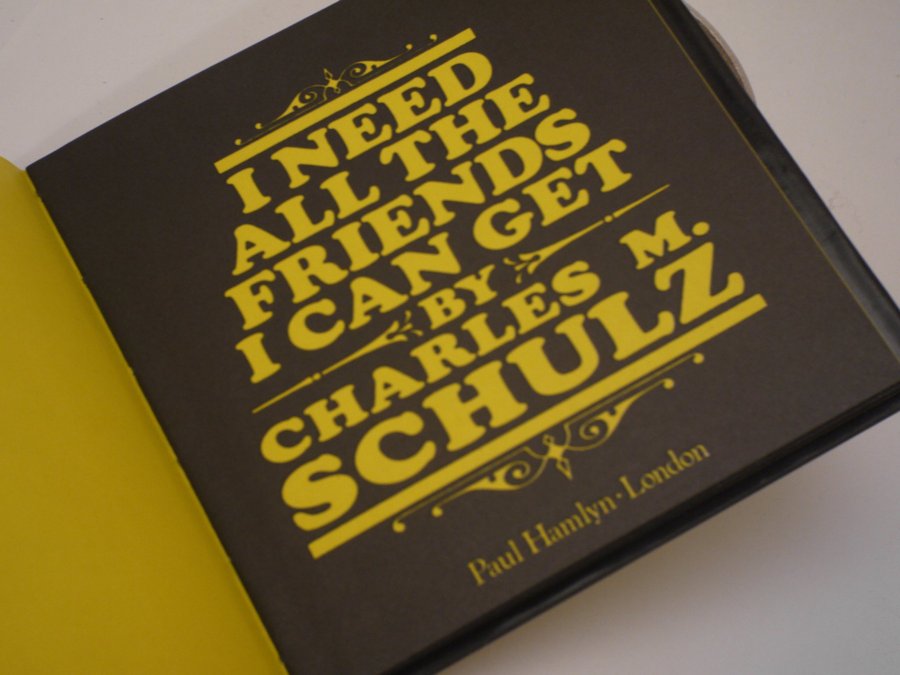 I NEED
ALL THE
FRIENDS
I CAN GET
BY
CHARLES M.
SCHULZ
Paul Hamlyn · London